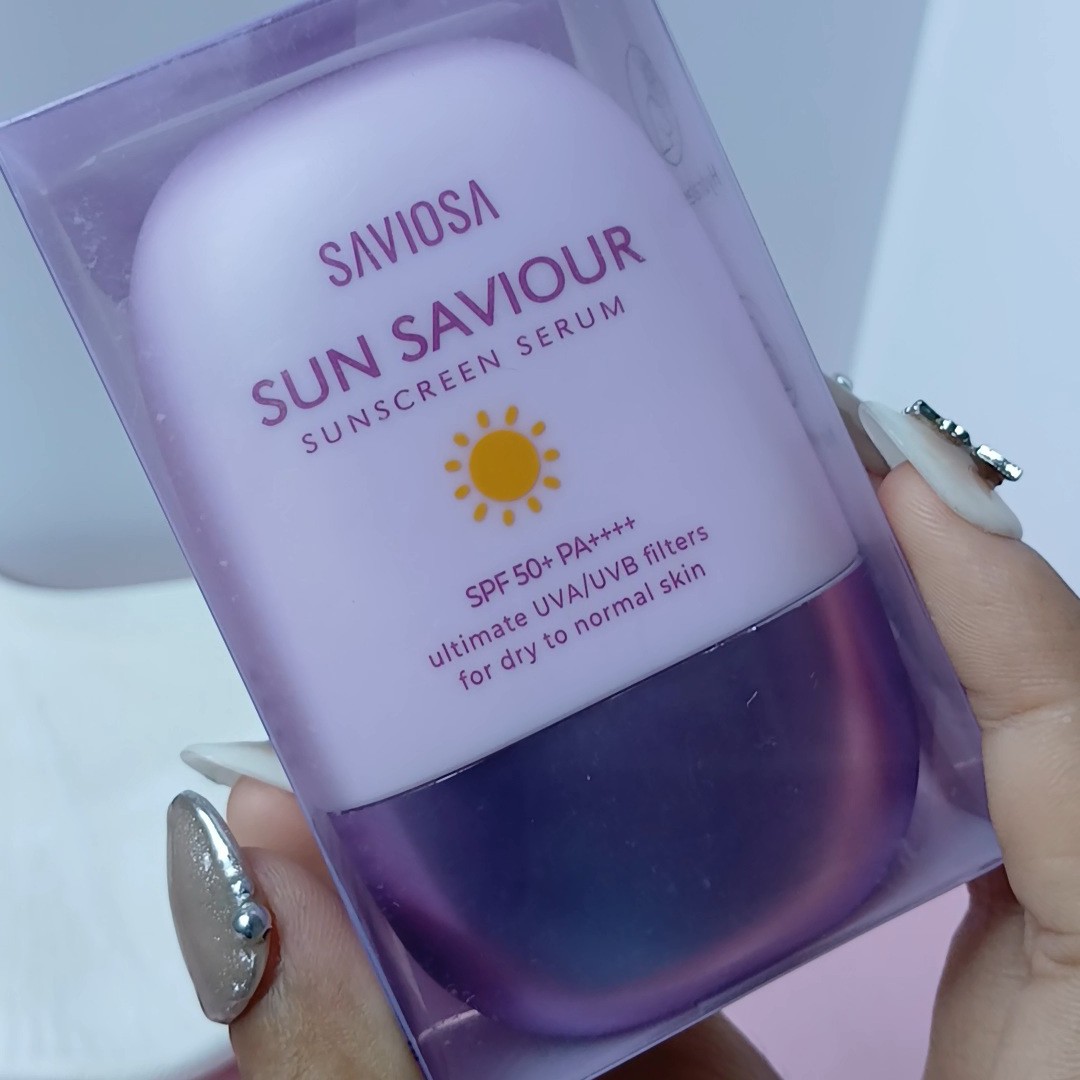 SAVIOSA
SUN SAVIOUR
SUNSCREEN SERUM
SPF 50+ PA++++
ultimate UVA/UVB filters
for dry to normal skin